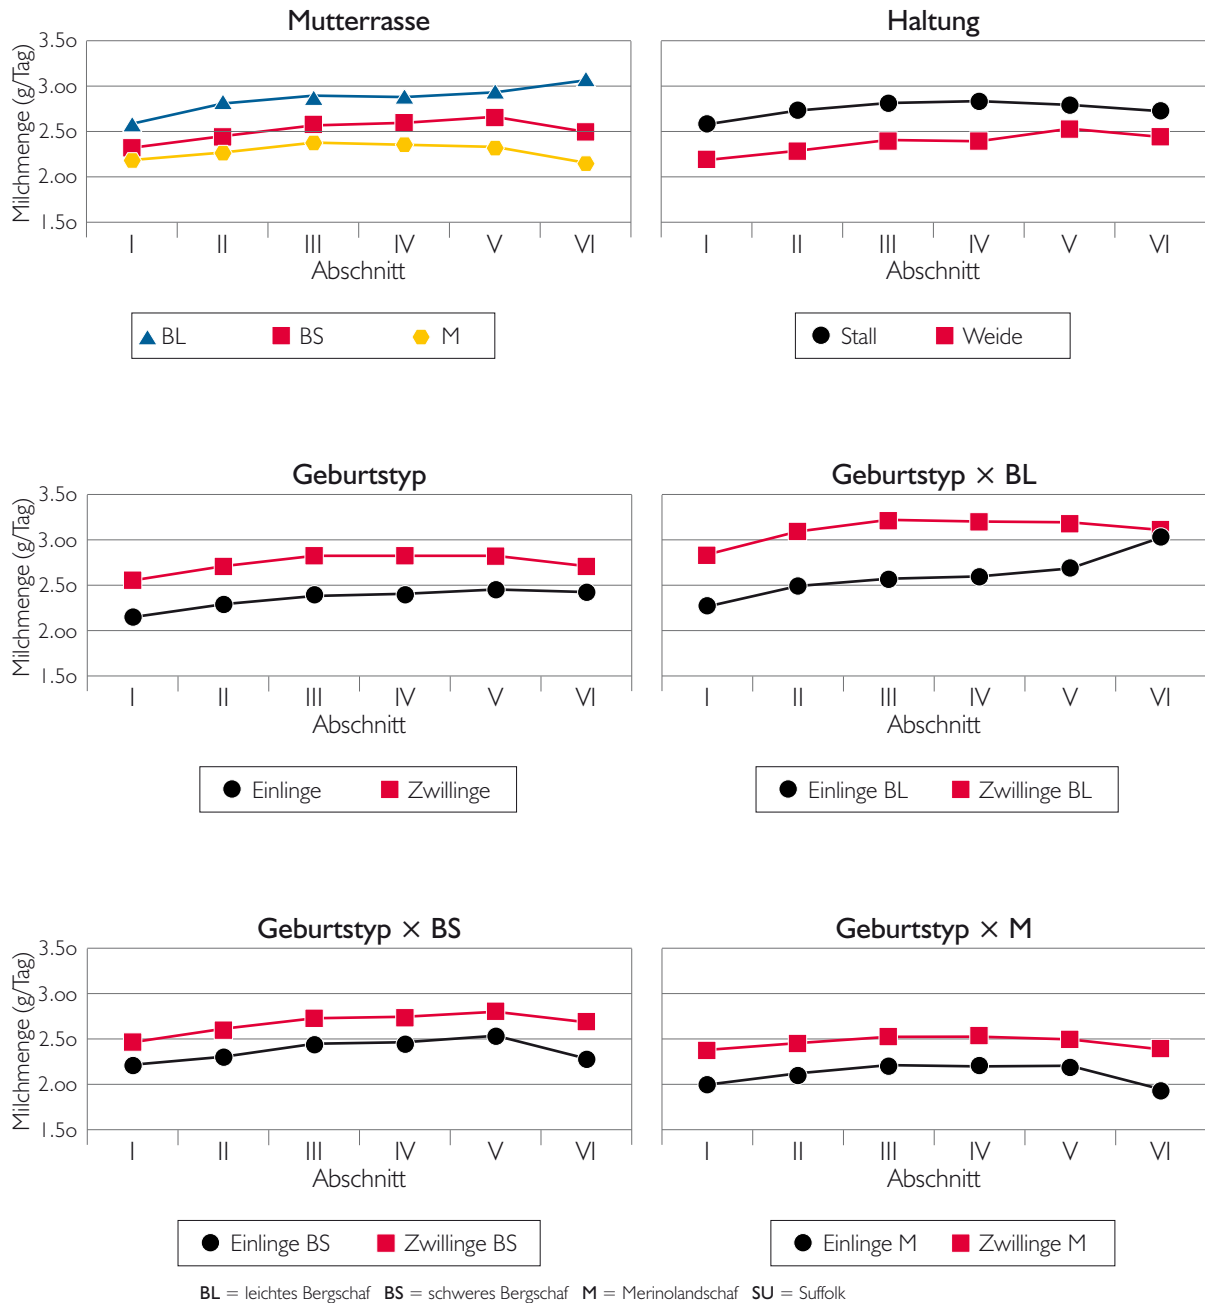 Mutterrasse
Milchmenge (g/Tag)
3.50
3.00
2.50
2.00
1.50
I II III IV V VI
Abschnitt
BL BS M
Haltung
I II III IV V VI
Abschnitt
Stall Weide
Geburtstyp
Milchmenge (g/Tag)
3.50
3.00
2.50
2.00
1.50
I II III IV V VI
Abschnitt
Einlinge Zwillinge
Geburtstyp × BL
I II III IV V VI
Abschnitt
Einlinge BL Zwillinge BL
Geburtstyp × BS
Milchmenge (g/Tag)
3.50
3.00
2.50
2.00
1.50
I II III IV V VI
Abschnitt
Einlinge BS Zwillinge BS
Geburtstyp × M
I II III IV V VI
Abschnitt
Einlinge M Zwillinge M
BL = leichtes Bergschaf BS = schweres Bergschaf M = Merinolandschaf SU = Suffolk